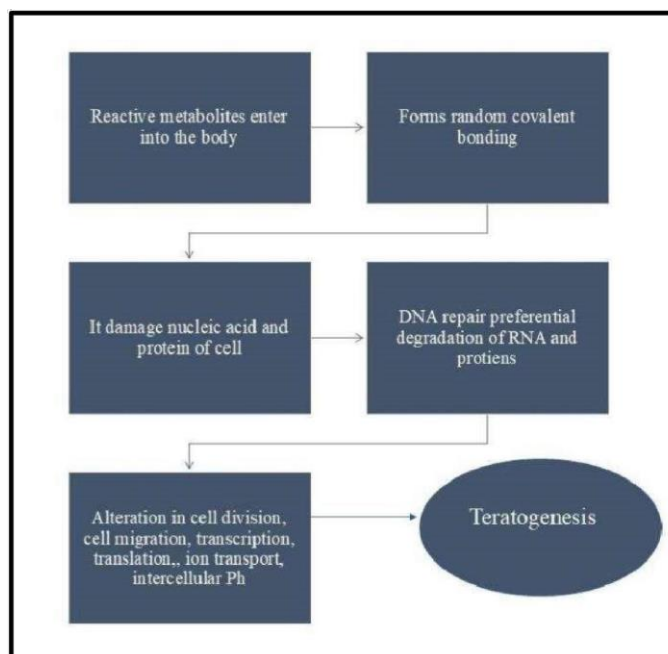 Reactive metabolites enter
into the body
Forms random covalent
bonding
It damage nucleic acid and
protein of cell
DNA repair preferential
degradation of RNA and
protiens
Alteration in cell division,
cell migration, transcription,
translation,, ion transport,
intercellular Ph
Teratogenesis